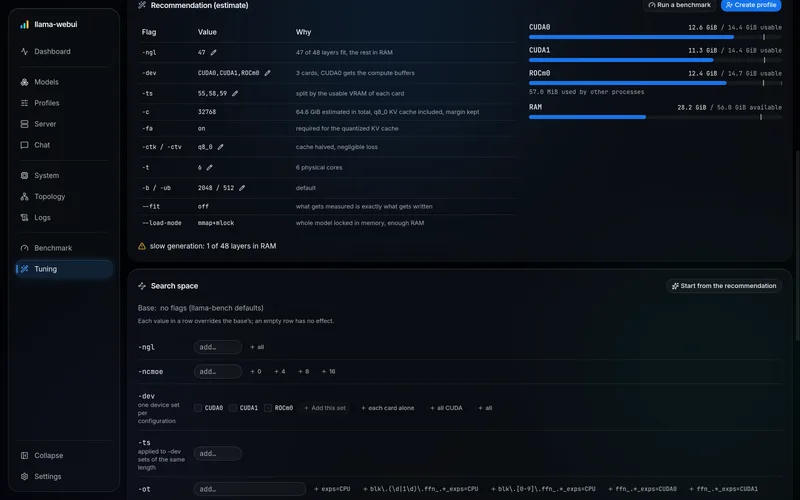 llama-webui
Dashboard
Models
Profiles
Server
Chat
System
Topology
Logs
Benchmark
Tuning
Collapse
Settings
Recommendation (estimate)
Run a benchmark
Create profile
Flag Value Why
-ngl 47 47 of 48 layers fit, the rest in RAM
-dev CUDA0,CUDA1,ROCm0 3 cards, CUDA0 gets the compute buffers
-ts 55,58,59 split by the usable VRAM of each card
-c 32768 64.6 GiB estimated in total, q8_0 KV cache included, margin kept
-fa on required for the quantized KV cache
-ctk / -ctv q8_0 cache halved, negligible loss
-t 6 6 physical cores
-b / -ub 2048 / 512 default
--fit off what gets measured is exactly what gets written
--load-mode mmap+mlock whole model locked in memory, enough RAM
slow generation: 1 of 48 layers in RAM
CUDA0 12.6 GiB / 14.4 GiB usable
CUDA1 11.3 GiB / 14.4 GiB usable
ROCm0 12.4 GiB / 14.7 GiB usable
57.0 MiB used by other processes
RAM 28.2 GiB / 56.0 GiB available
Search space
Start from the recommendation
Base: no flags (llama-bench defaults)
Each value in a row overrides the base's; an empty row has no effect.
-ngl add… + all
-ncmoe add… + 0 + 4 + 8 + 16
-dev
one device set
per
configuration
CUDA0 CUDA1 ROCm0 + Add this set + each card alone + all CUDA + all
-ts
applied to -dev
sets of the same
length
add…
-ot add… + exps=CPU + blk\.(\d|1\d)\.ffn_.*_exps=CPU + blk\.[0-9]\.ffn_.*_exps=CPU + ffn_.*_exps=CUDA0 + ffn_.*_exps=CUDA1